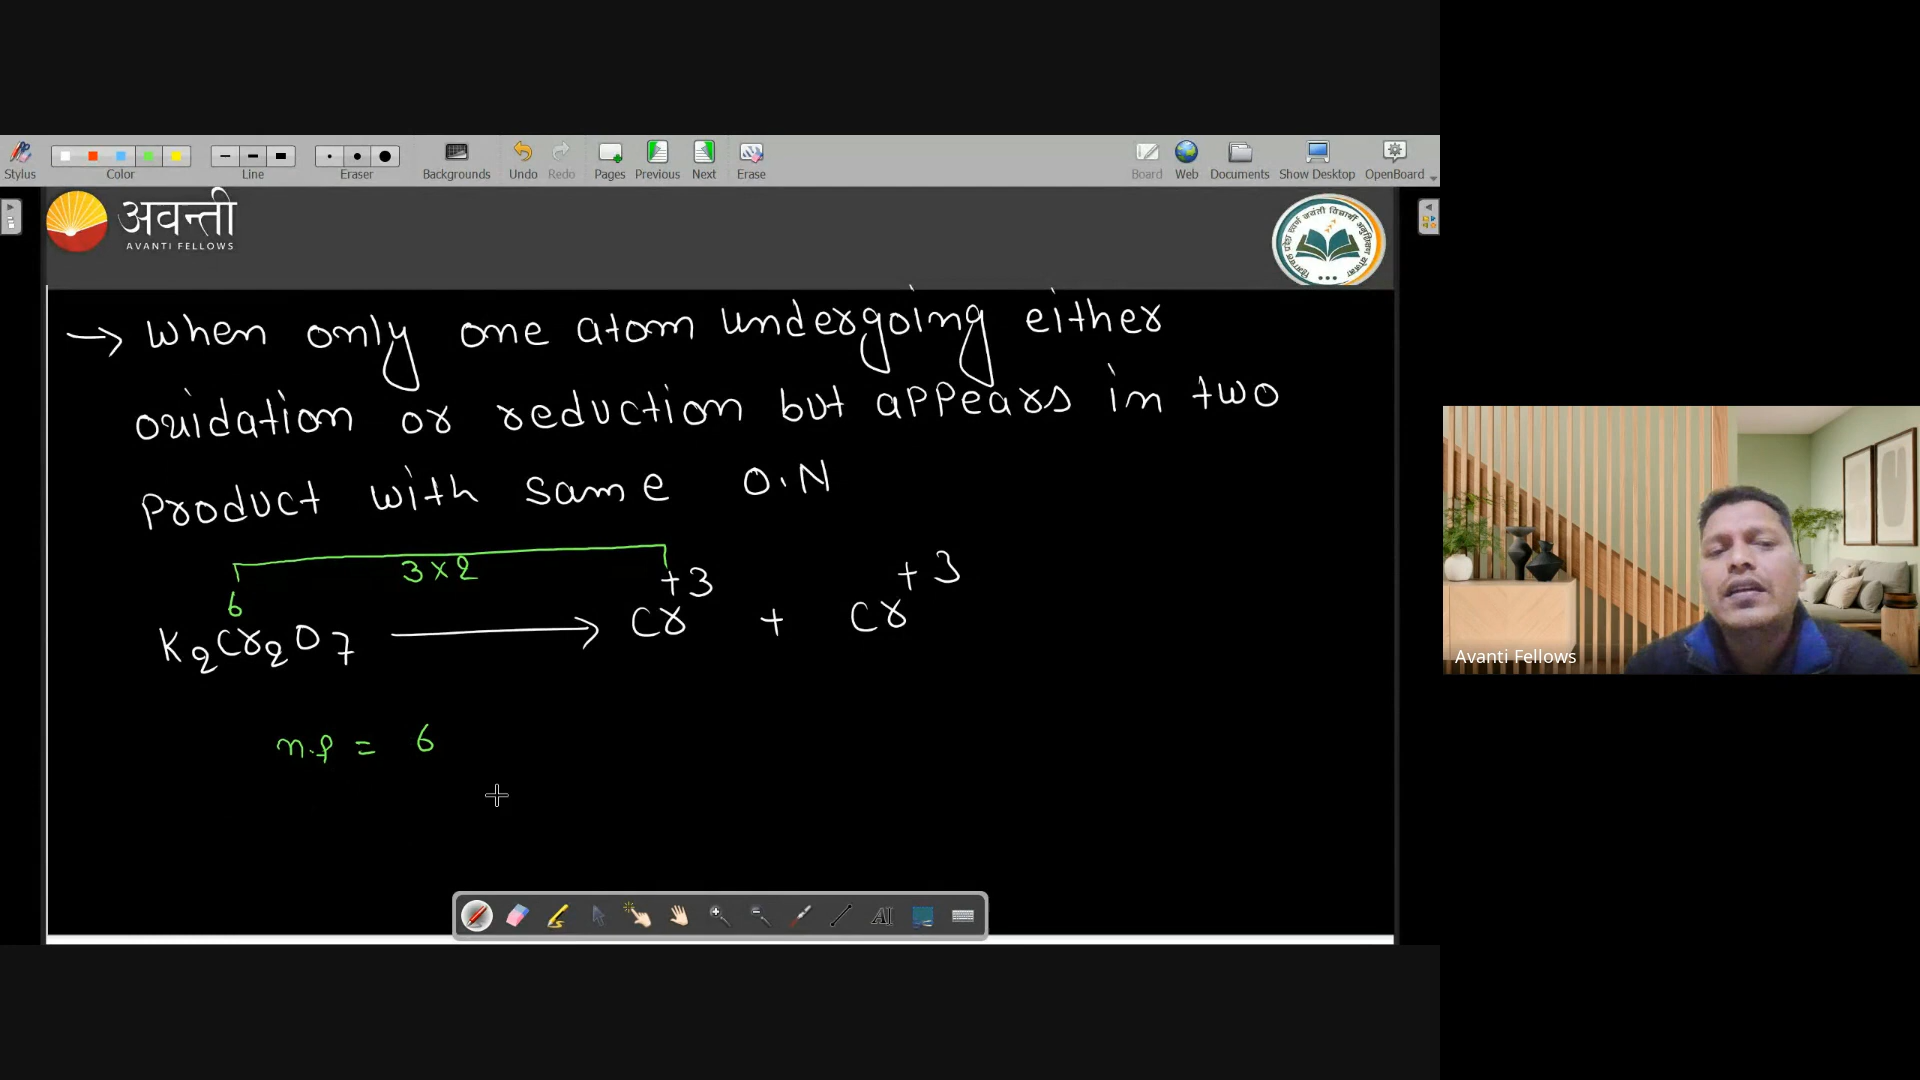 Stylus Color Line Eraser Backgrounds Undo Redo Pages Previous Next Erase Board Web Documents Show Desktop OpenBoard
अवन्ती
AVANTI FELLOWS
→ When only one atom undergoing either
oxidation or reduction but appears in two
product with same O.N
3×2
6 +3 +3
K2Cr2O7 → Cr + Cr
n.f = 6
Avanti Fellows